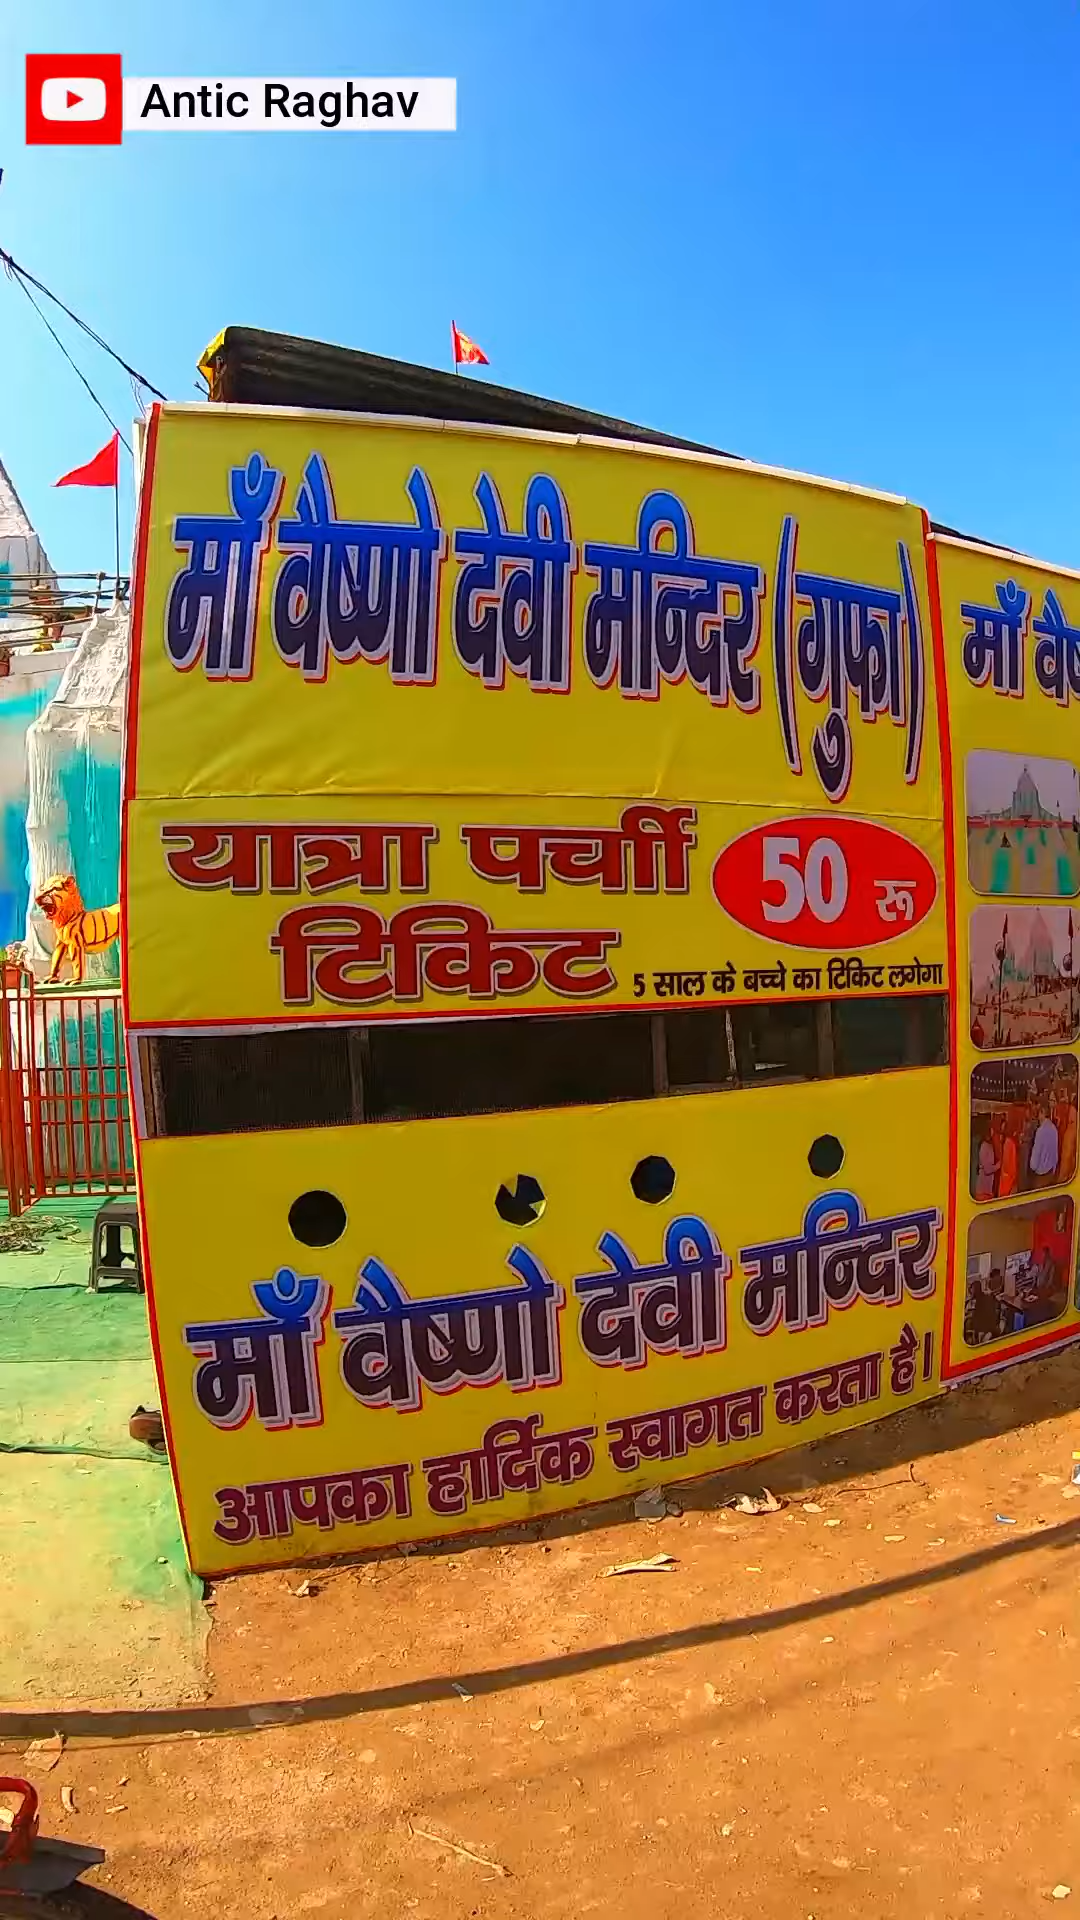 Antic Raghav
माँ वैष्णो देवी मन्दिर (गुफा)
यात्रा पर्चाी 50 रू
टिकिट
5 साल के बच्चे का टिकिट लगेगा
माँ वैष्णो देवी मन्दिर
आपका हार्दिक स्वागत करता है।
माँ वैष